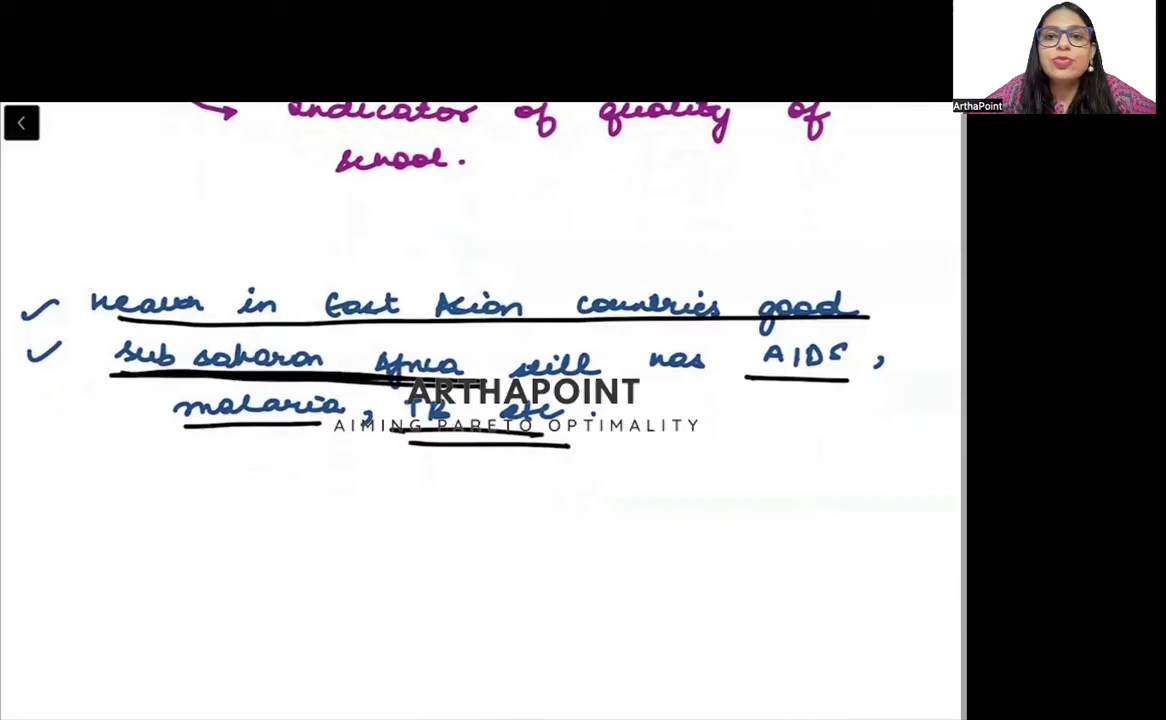 ArthaPoint
→ indicator of quality of
school.
✓ Health in East Asian countries good
✓ sub saharan Africa still has AIDS,
malaria, TB etc.
ARTHAPOINT
AIMING PARETO OPTIMALITY